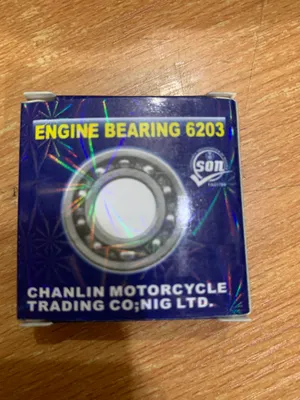 ENGINE BEARING 6203
SON
CHANLIN MOTORCYCLE
TRADING CO;NIG LTD.